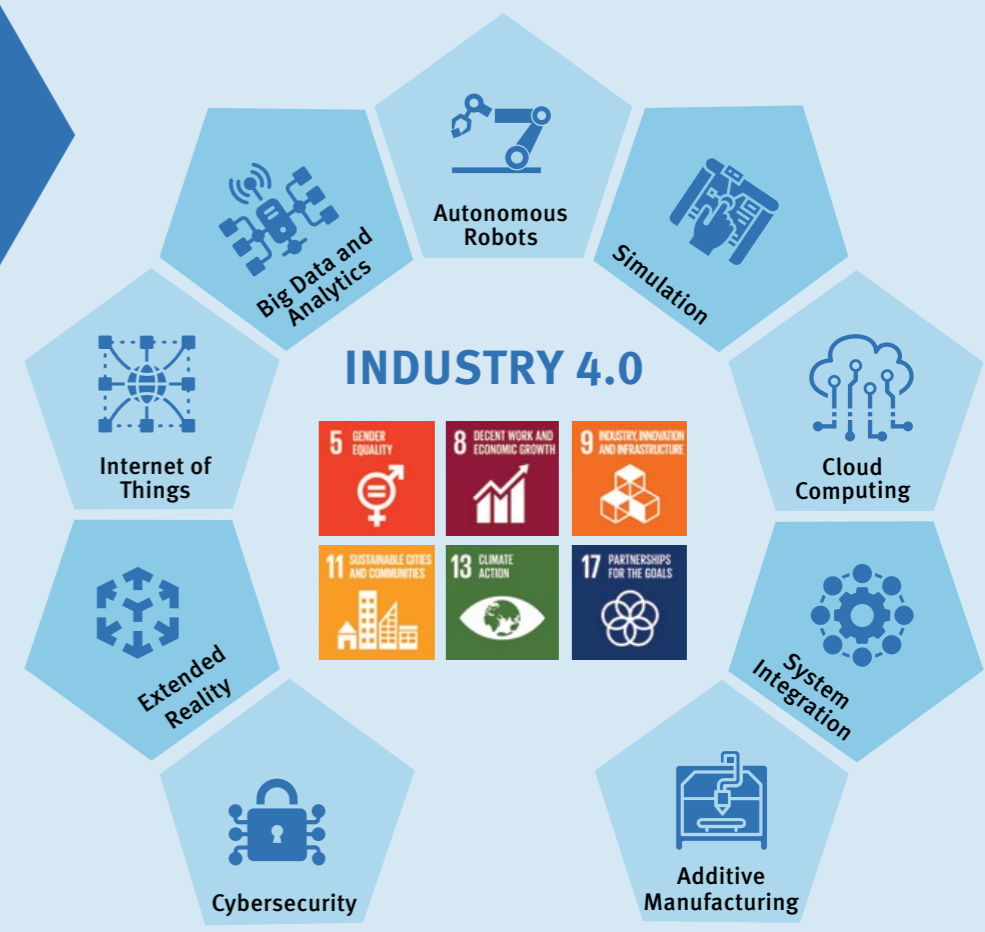 Autonomous
Robots
Big Data and
Analytics
Simulation
INDUSTRY 4.0
Internet of
Things
Cloud
Computing
5 GENDER
EQUALITY
8 DECENT WORK AND
ECONOMIC GROWTH
9 INDUSTRY, INNOVATION
AND INFRASTRUCTURE
11 SUSTAINABLE CITIES
AND COMMUNITIES
13 CLIMATE
ACTION
17 PARTNERSHIPS
FOR THE GOALS
Extended
Reality
System
Integration
Cybersecurity
Additive
Manufacturing